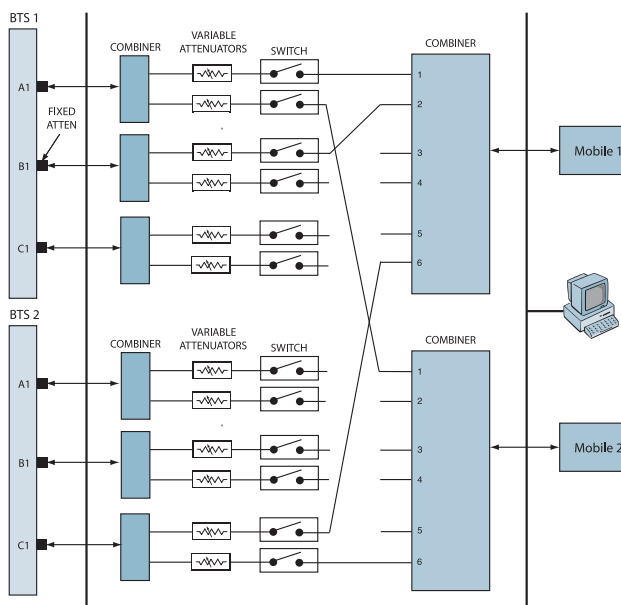 BTS 1
COMBINER
VARIABLE
ATTENUATORS
SWITCH
COMBINER
A1
FIXED
ATTEN
B1
C1
1
2
3
4
5
6
Mobile 1
BTS 2
COMBINER
VARIABLE
ATTENUATORS
SWITCH
COMBINER
A1
B1
C1
1
2
3
4
5
6
Mobile 2